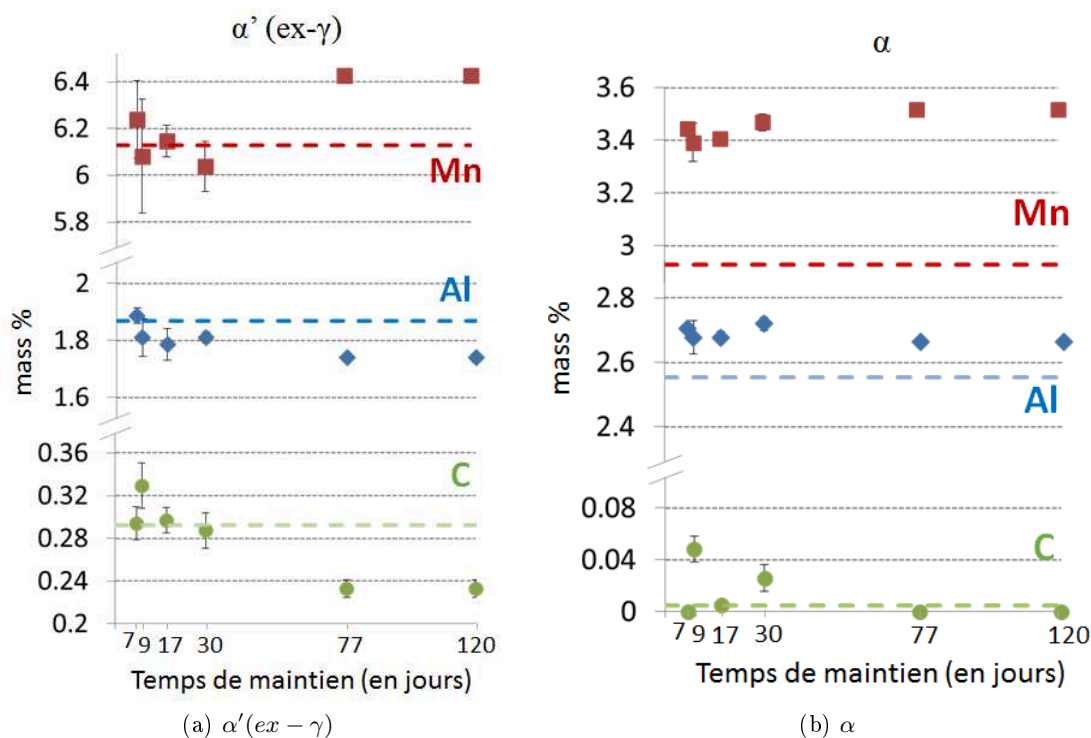 α' (ex-γ)
6.4
6.2
6
5.8
Mn
2
1.8
1.6
Al
0.36
0.32
0.28
0.24
0.2
C
mass %
7 9 17 30 77 120
Temps de maintien (en jours)
(a) α′(ex − γ)
α
3.6
3.4
3.2
3
2.8
2.6
2.4
Mn
Al
0.08
0.04
0
C
mass %
7 9 17 30 77 120
Temps de maintien (en jours)
(b) α